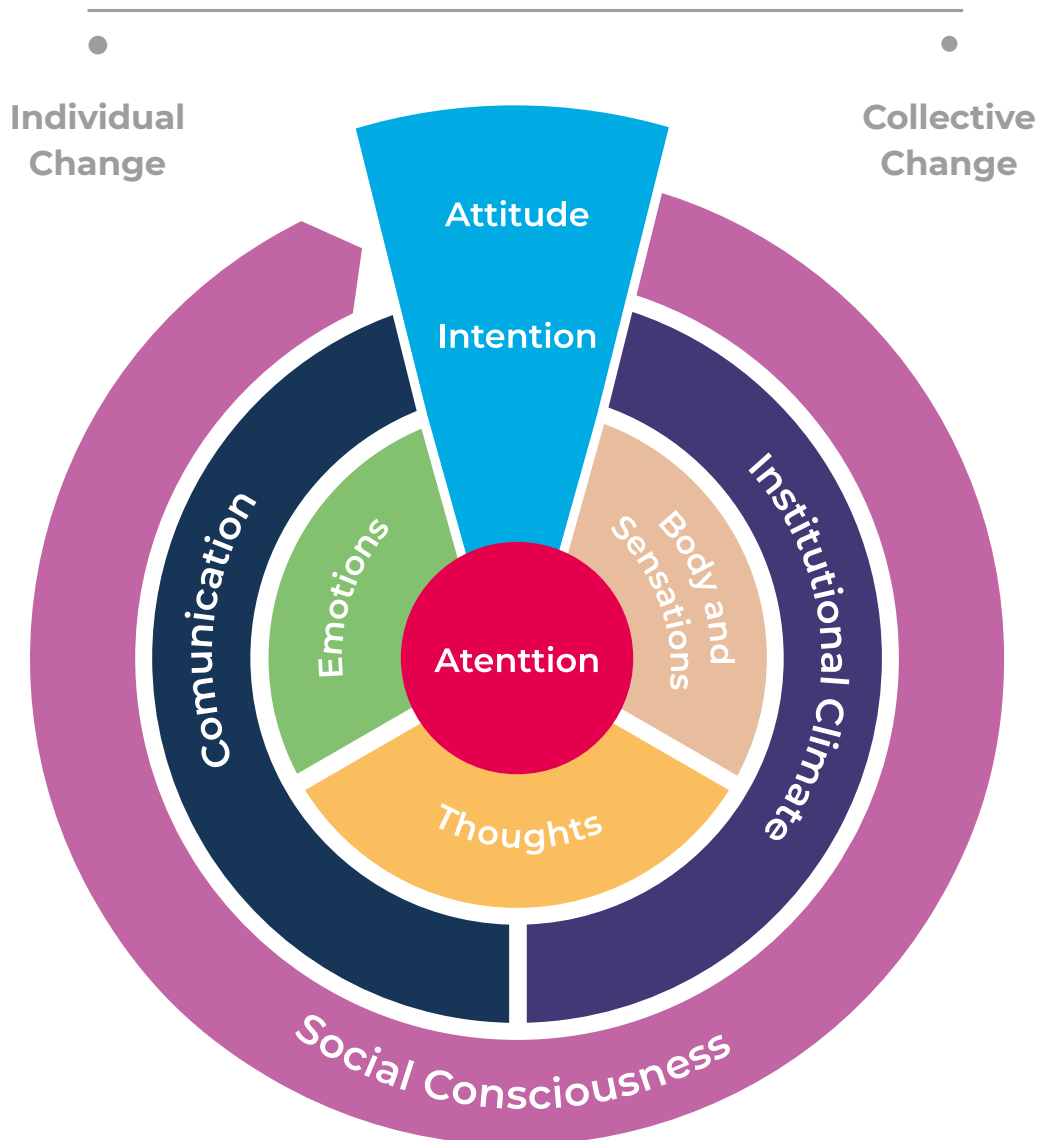 Individual
Change
Collective
Change
Attitude
Intention
Comunication
Emotions
Body and
Sensations
Institutional Climate
Atenttion
Thoughts
Social Consciousness